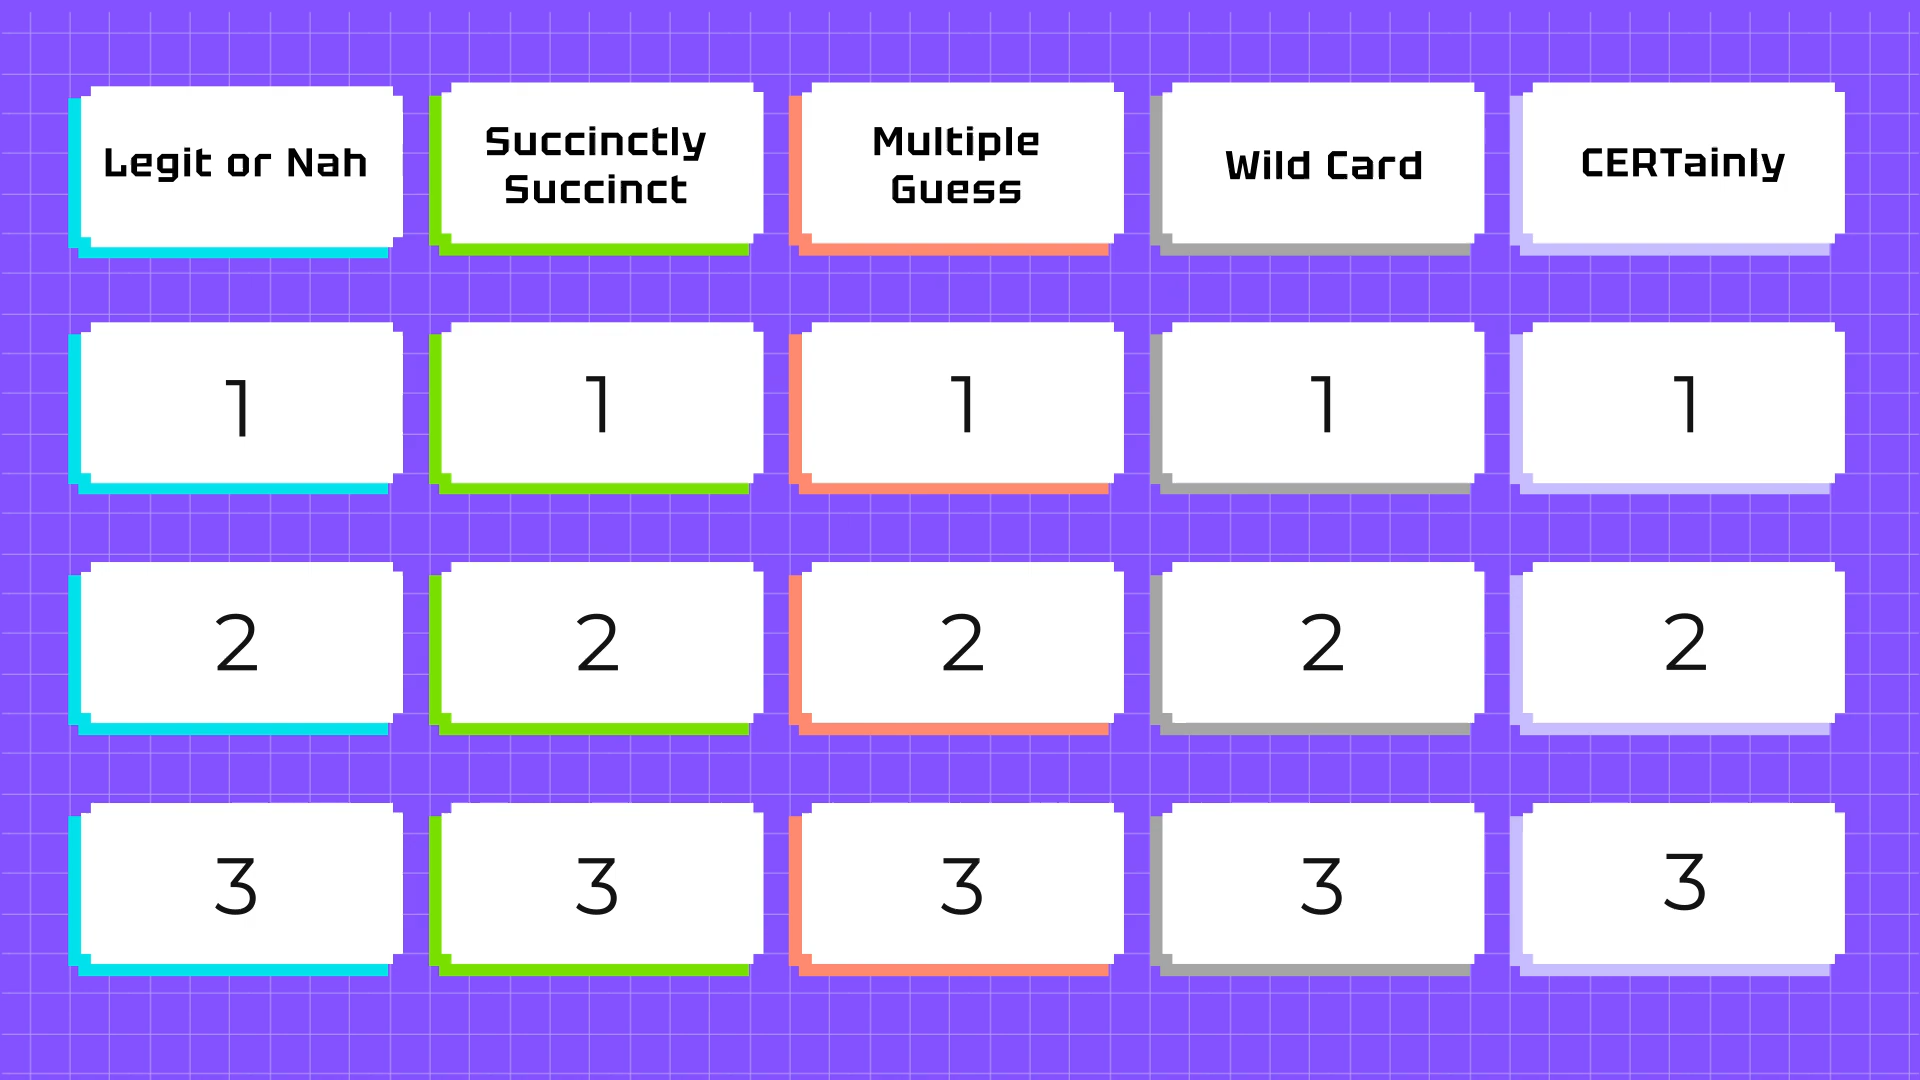 Legit or Nah
Succinctly
Succinct
Multiple
Guess
Wild Card
CERTainly
1 1 1 1 1
2 2 2 2 2
3 3 3 3 3